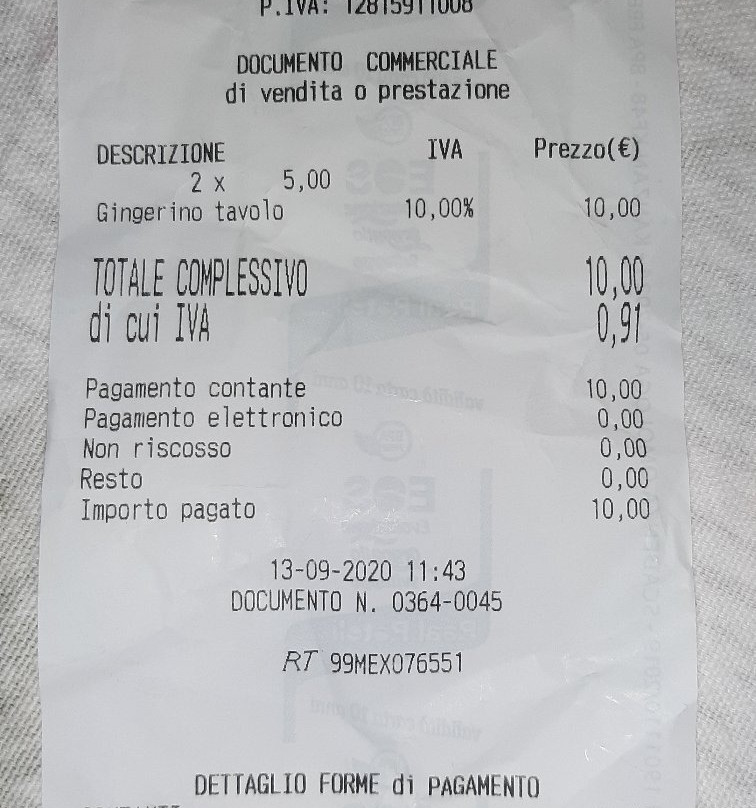 P.IVA: 12815911008
DOCUMENTO COMMERCIALE
di vendita o prestazione
DESCRIZIONE IVA Prezzo(€)
2 x 5,00
Gingerino tavolo 10,00% 10,00
TOTALE COMPLESSIVO 10,00
di cui IVA 0,91
Pagamento contante 10,00
Pagamento elettronico 0,00
Non riscosso 0,00
Resto 0,00
Importo pagato 10,00
13-09-2020 11:43
DOCUMENTO N. 0364-0045
RT 99MEX076551
DETTAGLIO FORME di PAGAMENTO